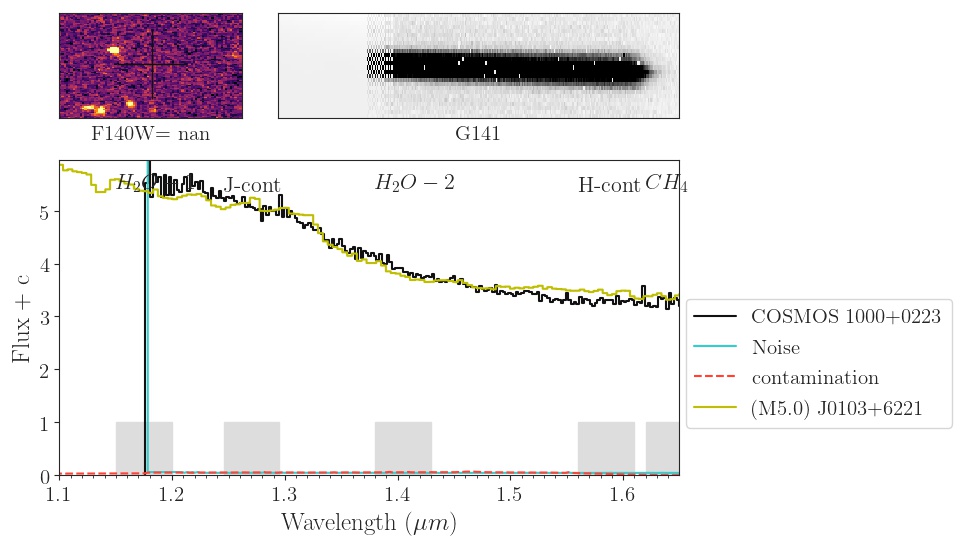 F140W= nan
G141
H₂O
J-cont
H₂O − 2
H-cont
CH₄
Flux + c
5
4
3
2
1
0
1.1
1.2
1.3
1.4
1.5
1.6
Wavelength (μm)
COSMOS 1000+0223
Noise
contamination
(M5.0) J0103+6221